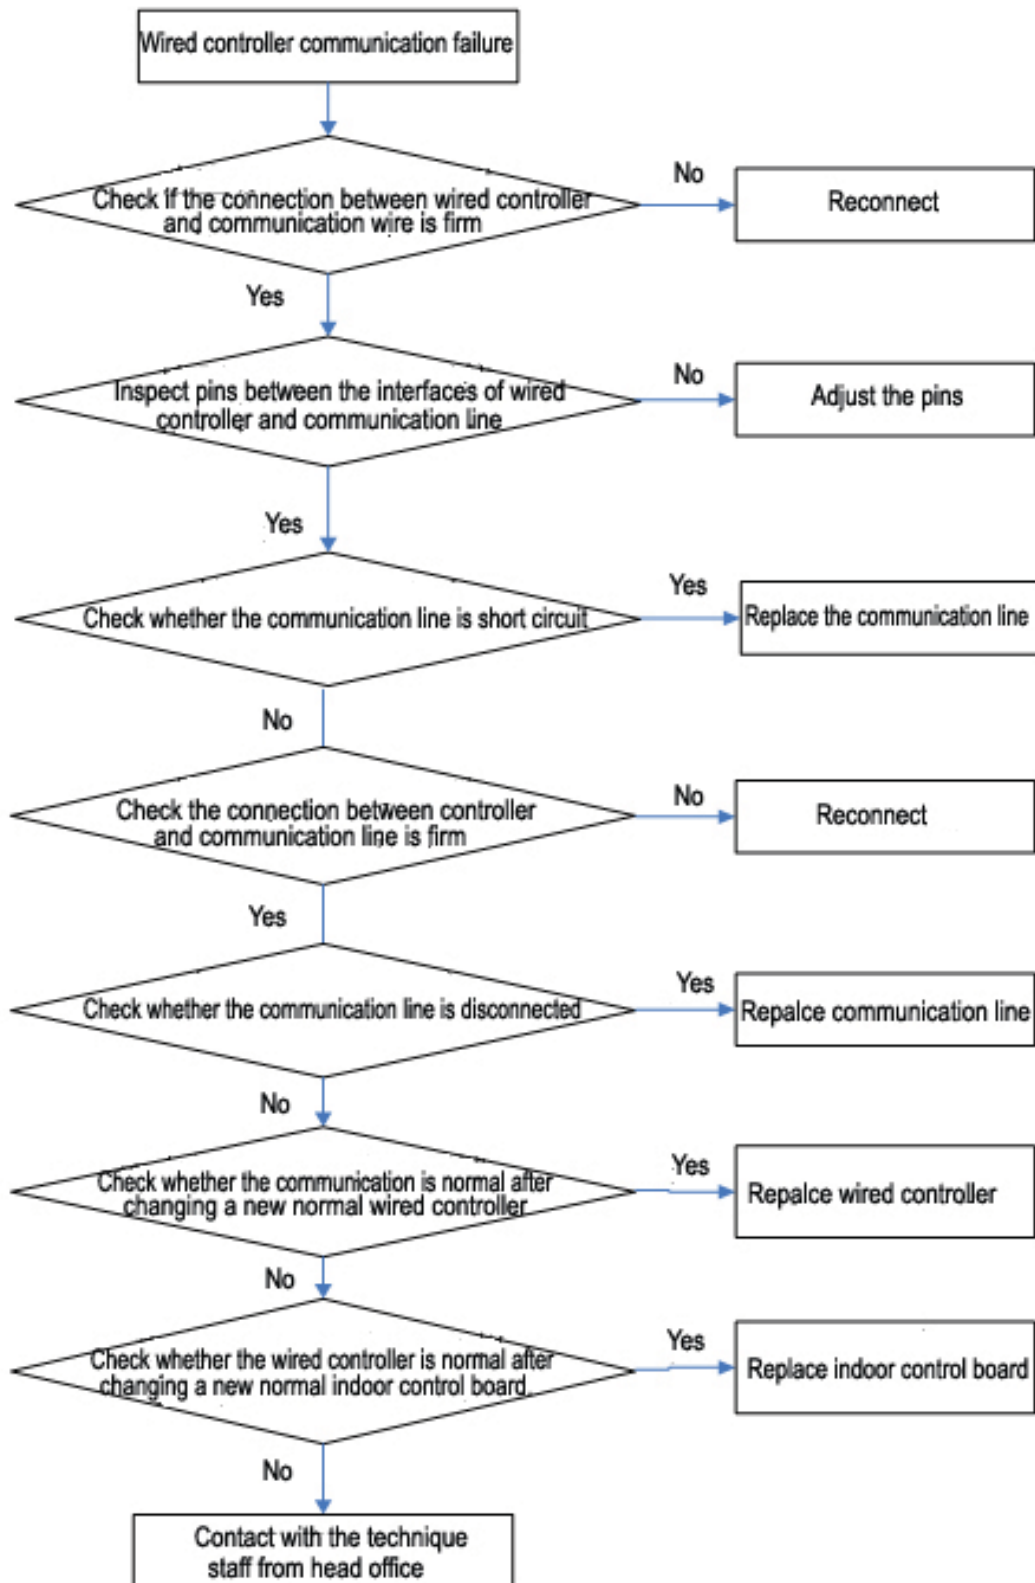 Wired controller communication failure
Check if the connection between wired controller
and communication wire is firm
No
Reconnect
Yes
Inspect pins between the interfaces of wired
controller and communication line
No
Adjust the pins
Yes
Check whether the communication line is short circuit
Yes
Replace the communication line
No
Check the connection between controller
and communication line is firm
No
Reconnect
Yes
Check whether the communication line is disconnected
Yes
Repalce communication line
No
Check whether the communication is normal after
changing a new normal wired controller
Yes
Repalce wired controller
No
Check whether the wired controller is normal after
changing a new normal indoor control board
Yes
Replace indoor control board
No
Contact with the technique
staff from head office